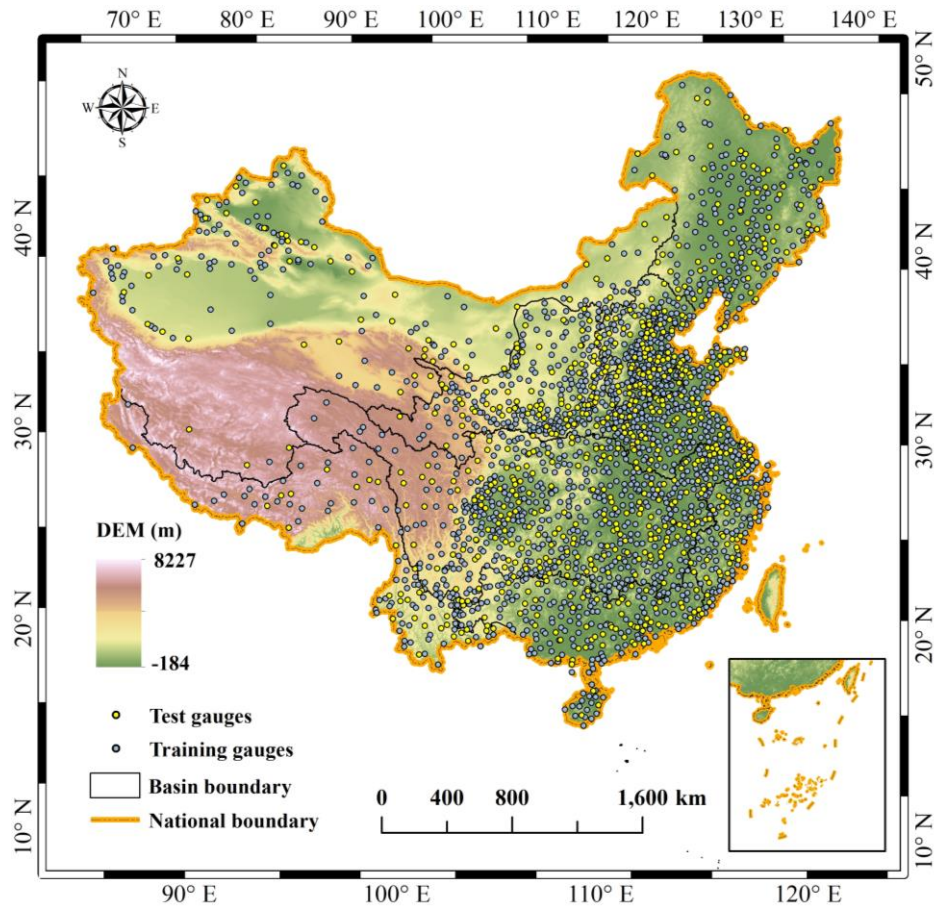 70° E 80° E 90° E 100° E 110° E 120° E 130° E 140° E
N
W E
S
50° N
50° N
40° N
40° N
30° N
30° N
20° N
20° N
10° N
10° N
DEM (m)
8227
-184
Test gauges
Training gauges
Basin boundary
National boundary
0 400 800 1,600 km
90° E 100° E 110° E 120° E